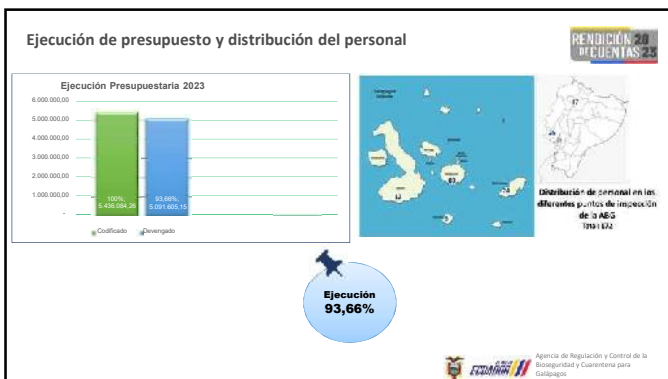 Ejecución de presupuesto y distribución del personal
RENDICIÓN 20
DE CUENTAS 23
Ejecución Presupuestaria 2023
6.000.000,00
5.000.000,00
4.000.000,00
3.000.000,00
2.000.000,00
1.000.000,00
-
100%;
5.436.084,26
93,66%;
5.091.605,15
Codificado
Devengado
Distribución de personal en los
diferentes puntos de inspección
de la ABG
Ejecución
93,66%
ECUADOR
Agencia de Regulación y Control de la
Bioseguridad y Cuarentena para
Galápagos